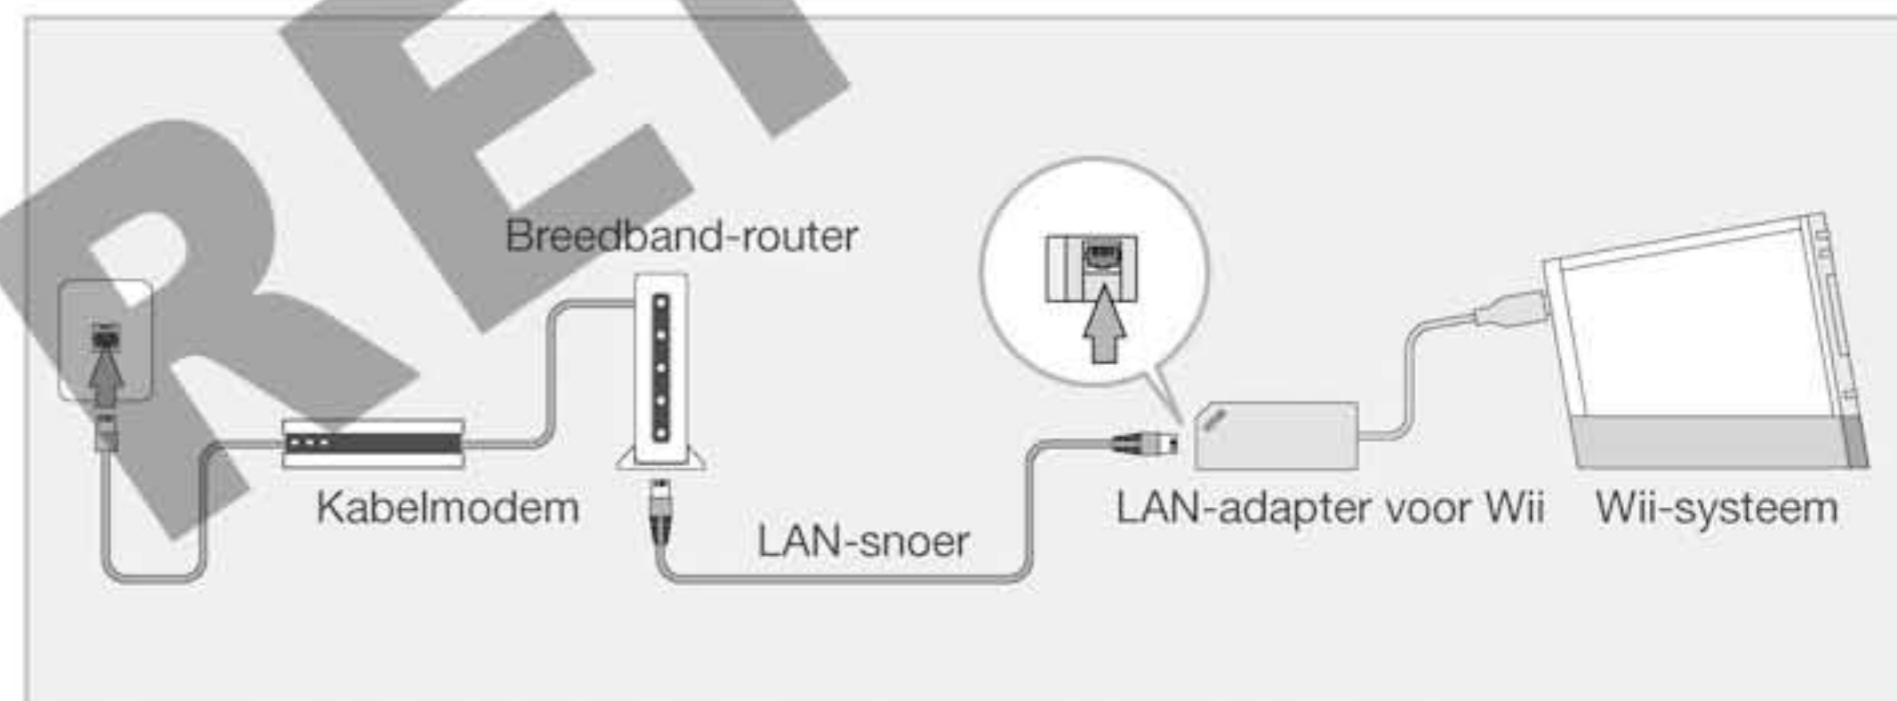 Breedband-router
Kabelmodem
LAN-snoer
LAN-adapter voor Wii
Wii-systeem